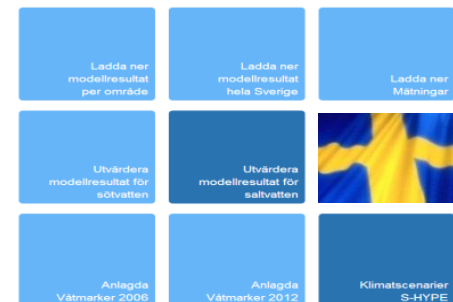 Ladda ner
modellresultat
per område
Ladda ner
modellresultat
hela Sverige
Ladda ner
Mätningar
Utvärdera
modellresultat för
sötvatten
Utvärdera
modellresultat för
saltvatten
Anlagda
Våtmarker 2006
Anlagda
Våtmarker 2012
Klimatscenarier
S-HYPE